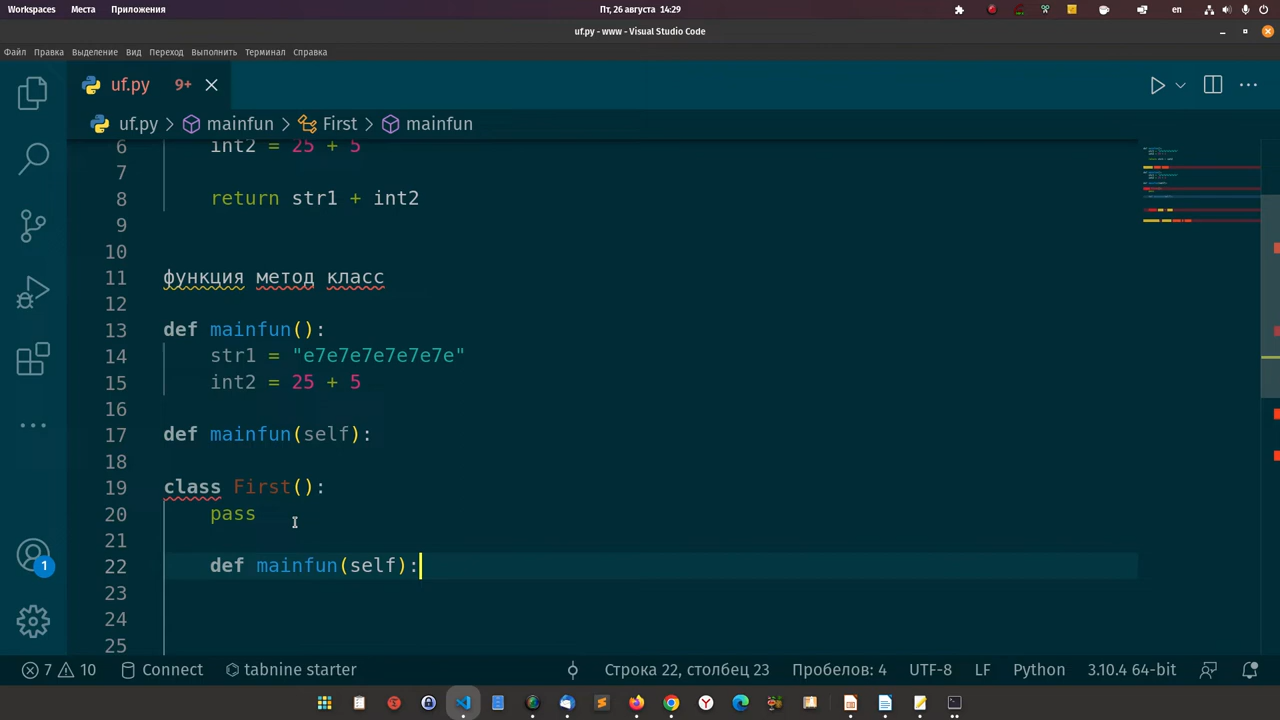 Workspaces Места Приложения Пт, 26 августа 14:29 en
uf.py - www - Visual Studio Code
Файл Правка Выделение Вид Переход Выполнить Терминал Справка
uf.py 9+
uf.py > mainfun > First > mainfun
6 int2 = 25 + 5
7
8 return str1 + int2
9
10
11 функция метод класс
12
13 def mainfun():
14 str1 = "e7e7e7e7e7e7e"
15 int2 = 25 + 5
16
17 def mainfun(self):
18
19 class First():
20 pass
21
22 def mainfun(self):
23
24
25
1
7 10 Connect tabnine starter Строка 22, столбец 23 Пробелов: 4 UTF-8 LF Python 3.10.4 64-bit